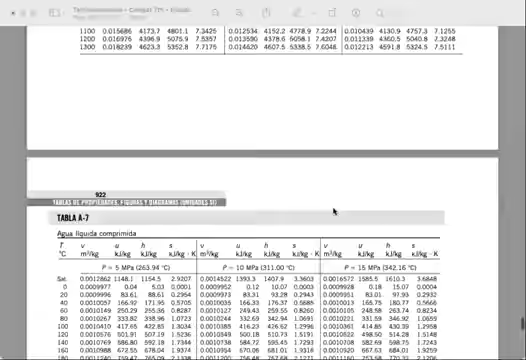 1100 0.015686 4173.7 4801.1 7.3425 0.012534 4152.2 4778.9 7.2244 0.010439 4130.9 4757.3 7.1255
1200 0.016976 4396.9 5075.9 7.5357 0.013590 4378.6 5058.1 7.4207 0.011339 4360.5 5040.8 7.3248
1300 0.018239 4623.3 5352.8 7.7175 0.014620 4607.5 5338.5 7.6048 0.012213 4591.8 5324.5 7.5111
922
TABLAS DE PROPIEDADES, FIGURAS Y DIAGRAMAS (UNIDADES SI)
TABLA A-7
Agua líquida comprimida
T v u h s v u h s v u h s
°C m³/kg kJ/kg kJ/kg kJ/kg · K m³/kg kJ/kg kJ/kg kJ/kg · K m³/kg kJ/kg kJ/kg kJ/kg · K
P = 5 MPa (263.94 °C) P = 10 MPa (311.00 °C) P = 15 MPa (342.16 °C)
Sat. 0.0012862 1148.1 1154.5 2.9207 0.0014522 1393.3 1407.9 3.3603 0.0016572 1585.5 1610.3 3.6848
0 0.0009977 0.04 5.03 0.0001 0.0009952 0.12 10.07 0.0003 0.0009928 0.18 15.07 0.0004
20 0.0009996 83.61 88.61 0.2954 0.0009973 83.31 93.28 0.2943 0.0009951 83.01 97.93 0.2932
40 0.0010057 166.92 171.95 0.5705 0.0010035 166.33 176.37 0.5685 0.0010013 165.75 180.77 0.5666
60 0.0010149 250.29 255.36 0.8287 0.0010127 249.43 259.55 0.8260 0.0010105 248.58 263.74 0.8234
80 0.0010267 333.82 338.96 1.0723 0.0010244 332.69 342.94 1.0691 0.0010221 331.59 346.92 1.0659
100 0.0010410 417.65 422.85 1.3034 0.0010385 416.23 426.62 1.2996 0.0010361 414.85 430.39 1.2958
120 0.0010576 501.91 507.19 1.5236 0.0010549 500.18 510.73 1.5191 0.0010522 498.50 514.28 1.5148
140 0.0010769 586.80 592.18 1.7344 0.0010738 584.72 595.45 1.7293 0.0010708 582.69 598.75 1.7243
160 0.0010988 672.55 678.04 1.9374 0.0010954 670.06 681.01 1.9316 0.0010920 667.63 684.01 1.9259